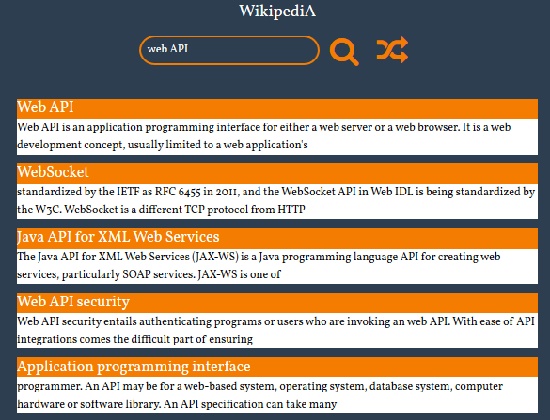 WikipediA
web API
Web API
Web API is an application programming interface for either a web server or a web browser. It is a web
development concept, usually limited to a web application's
WebSocket
standardized by the IETF as RFC 6455 in 2011, and the WebSocket API in Web IDL is being standardized by
the W3C. WebSocket is a different TCP protocol from HTTP
Java API for XML Web Services
The Java API for XML Web Services (JAX-WS) is a Java programming language API for creating web
services, particularly SOAP services. JAX-WS is one of
Web API security
Web API security entails authenticating programs or users who are invoking an web API. With ease of API
integrations comes the difficult part of ensuring
Application programming interface
programmer. An API may be for a web-based system, operating system, database system, computer
hardware or software library. An API specification can take many